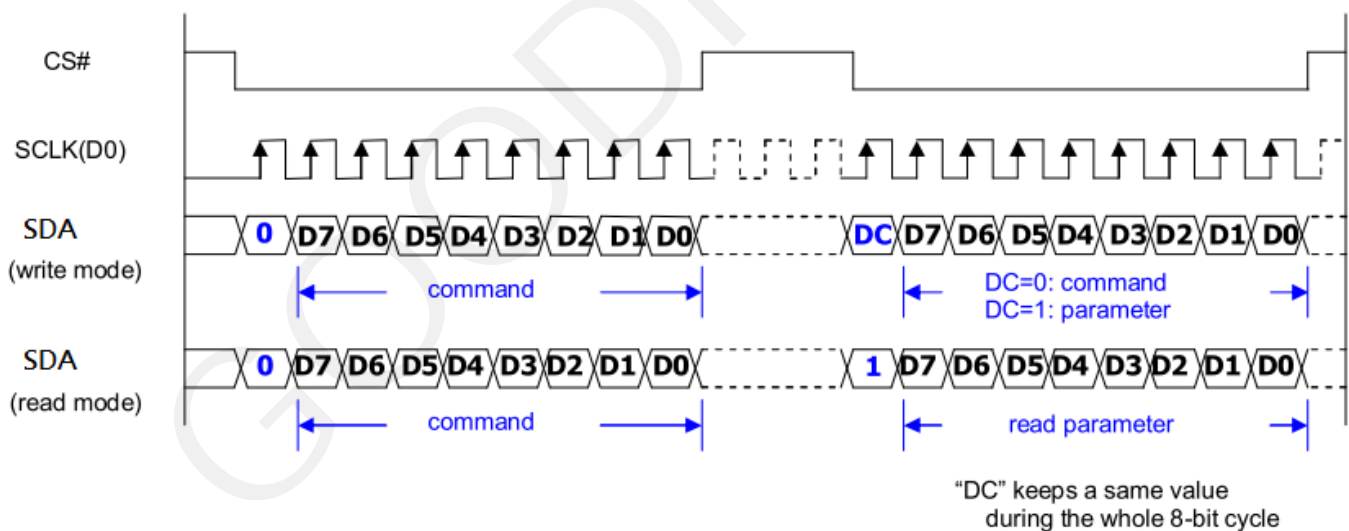 CS#
SCLK(D0)
SDA
(write mode)
0 D7 D6 D5 D4 D3 D2 D1 D0 DC D7 D6 D5 D4 D3 D2 D1 D0
command
DC=0: command
DC=1: parameter
SDA
(read mode)
0 D7 D6 D5 D4 D3 D2 D1 D0 1 D7 D6 D5 D4 D3 D2 D1 D0
command
read parameter
“DC” keeps a same value
during the whole 8-bit cycle